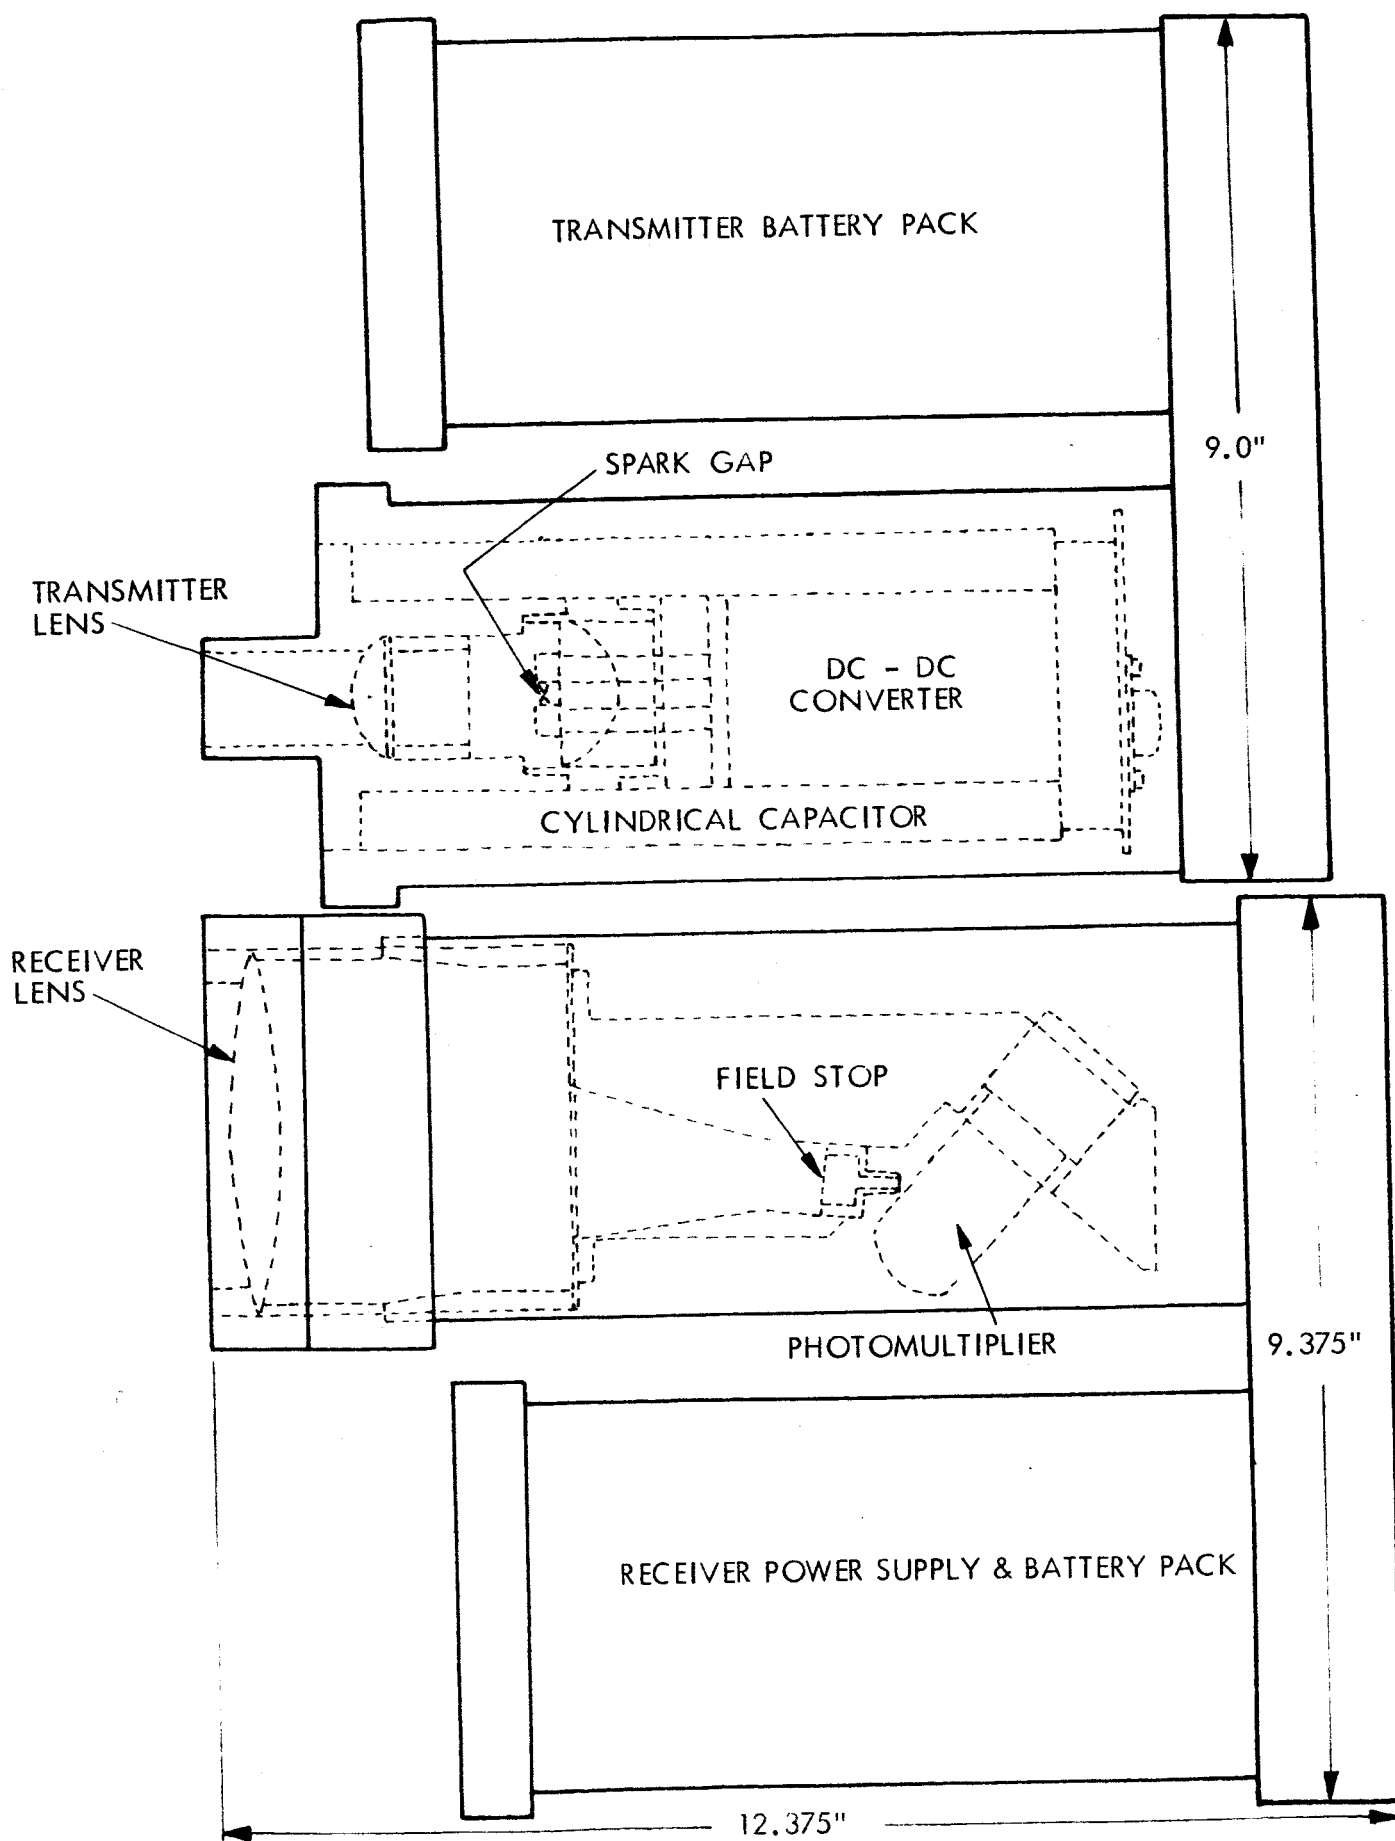 TRANSMITTER BATTERY PACK
9.0"
SPARK GAP
TRANSMITTER
LENS
DC - DC
CONVERTER
CYLINDRICAL CAPACITOR
RECEIVER
LENS
FIELD STOP
PHOTOMULTIPLIER
9.375"
RECEIVER POWER SUPPLY & BATTERY PACK
12.375"